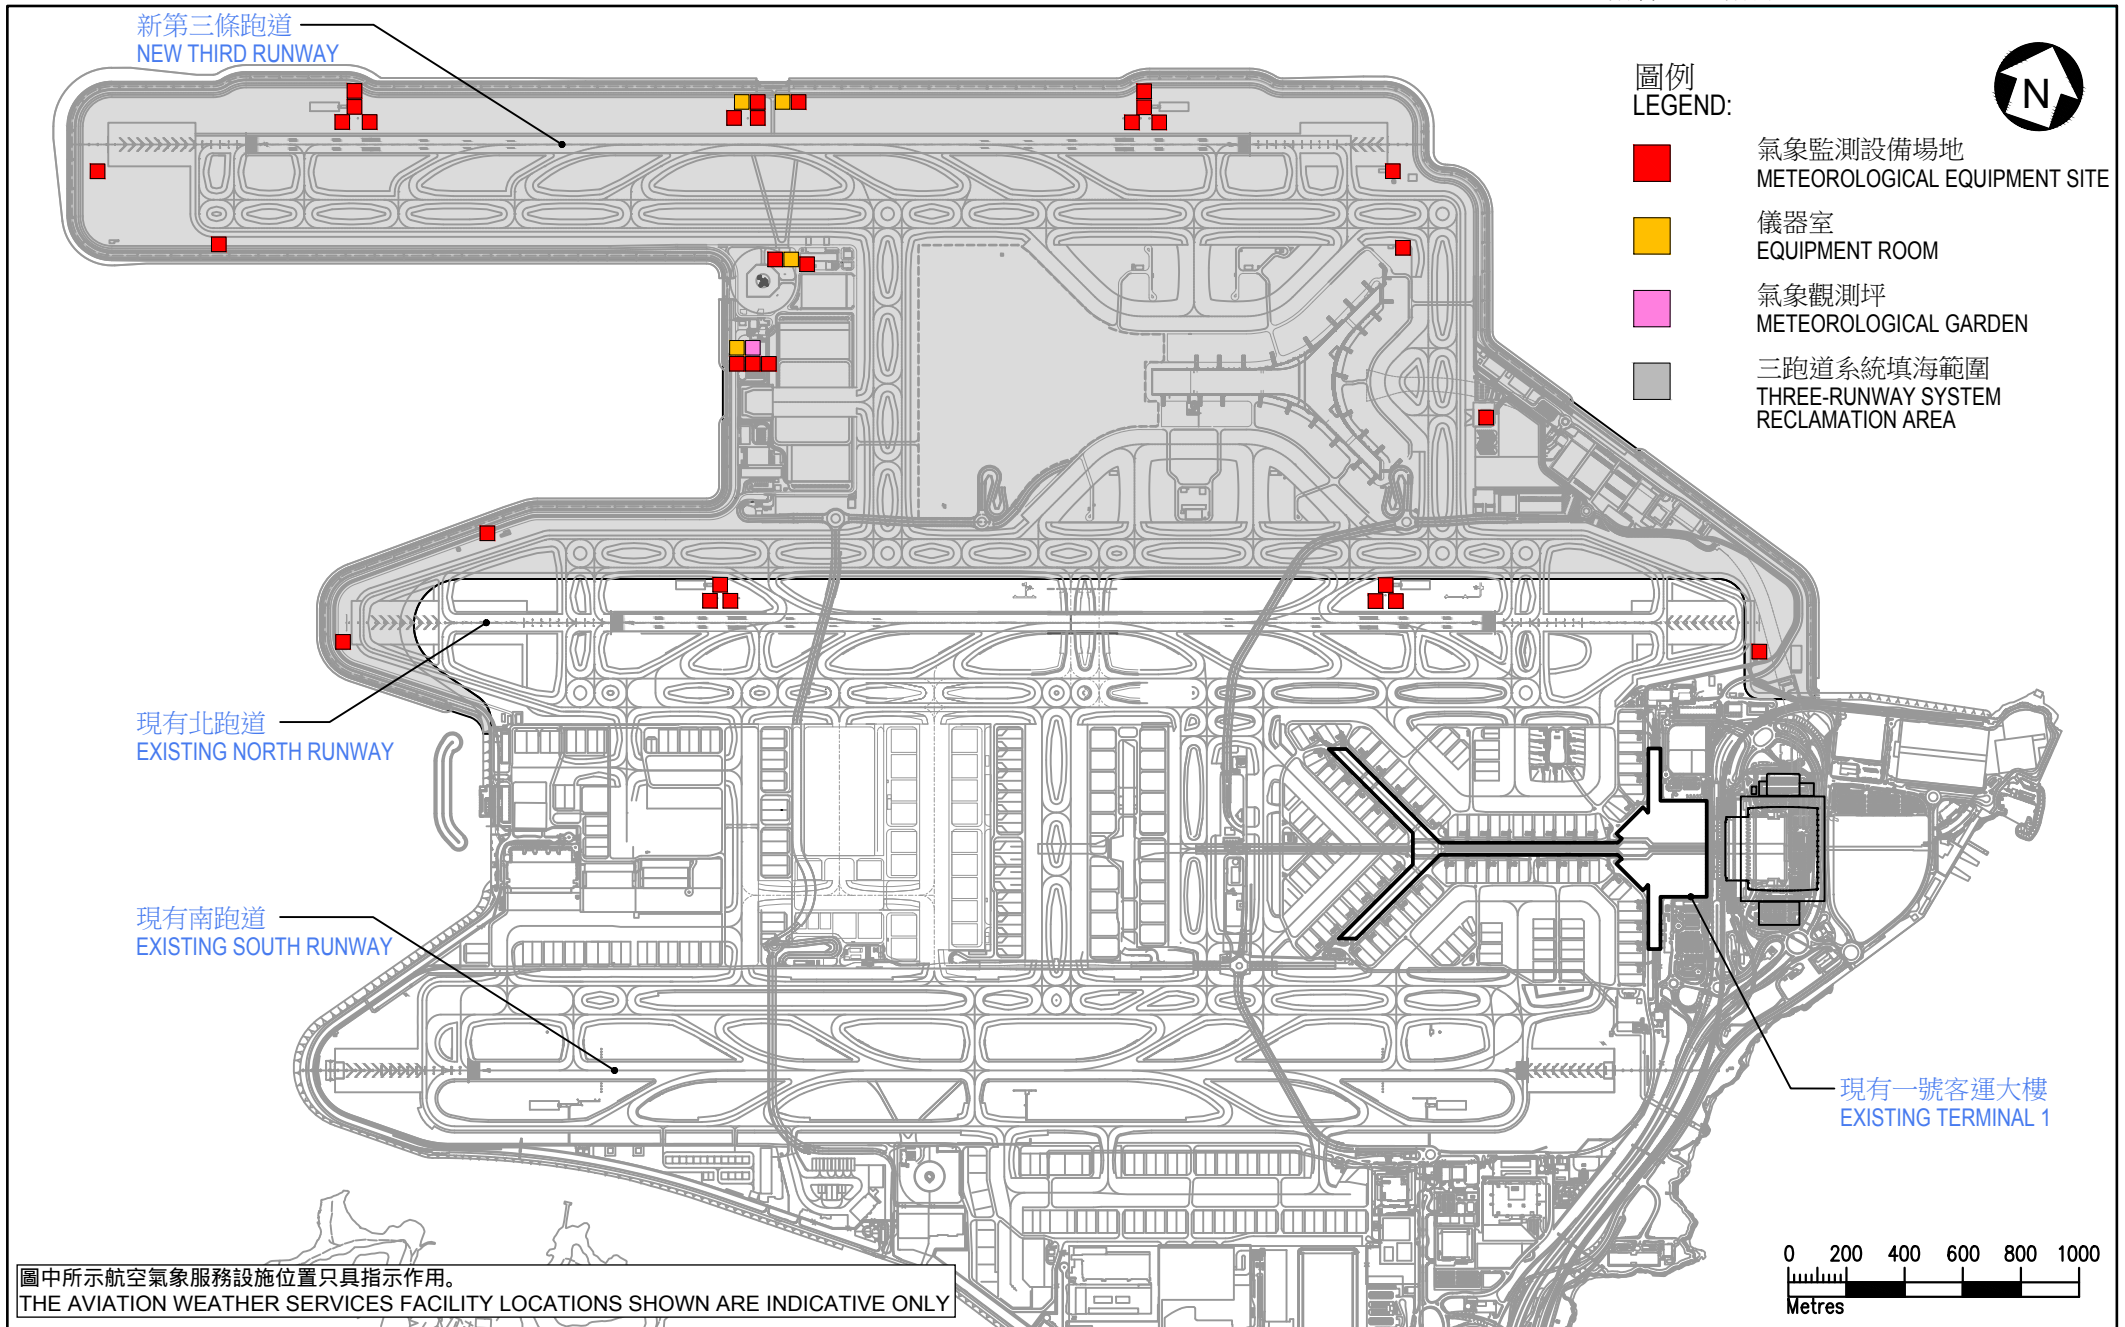 新第三條跑道
NEW THIRD RUNWAY
圖例
LEGEND:
N
氣象監測設備場地
METEOROLOGICAL EQUIPMENT SITE
儀器室
EQUIPMENT ROOM
氣象觀測坪
METEOROLOGICAL GARDEN
三跑道系統填海範圍
THREE-RUNWAY SYSTEM
RECLAMATION AREA
現有北跑道
EXISTING NORTH RUNWAY
現有南跑道
EXISTING SOUTH RUNWAY
現有一號客運大樓
EXISTING TERMINAL 1
0 200 400 600 800 1000
Metres
圖中所示航空氣象服務設施位置只具指示作用。
THE AVIATION WEATHER SERVICES FACILITY LOCATIONS SHOWN ARE INDICATIVE ONLY